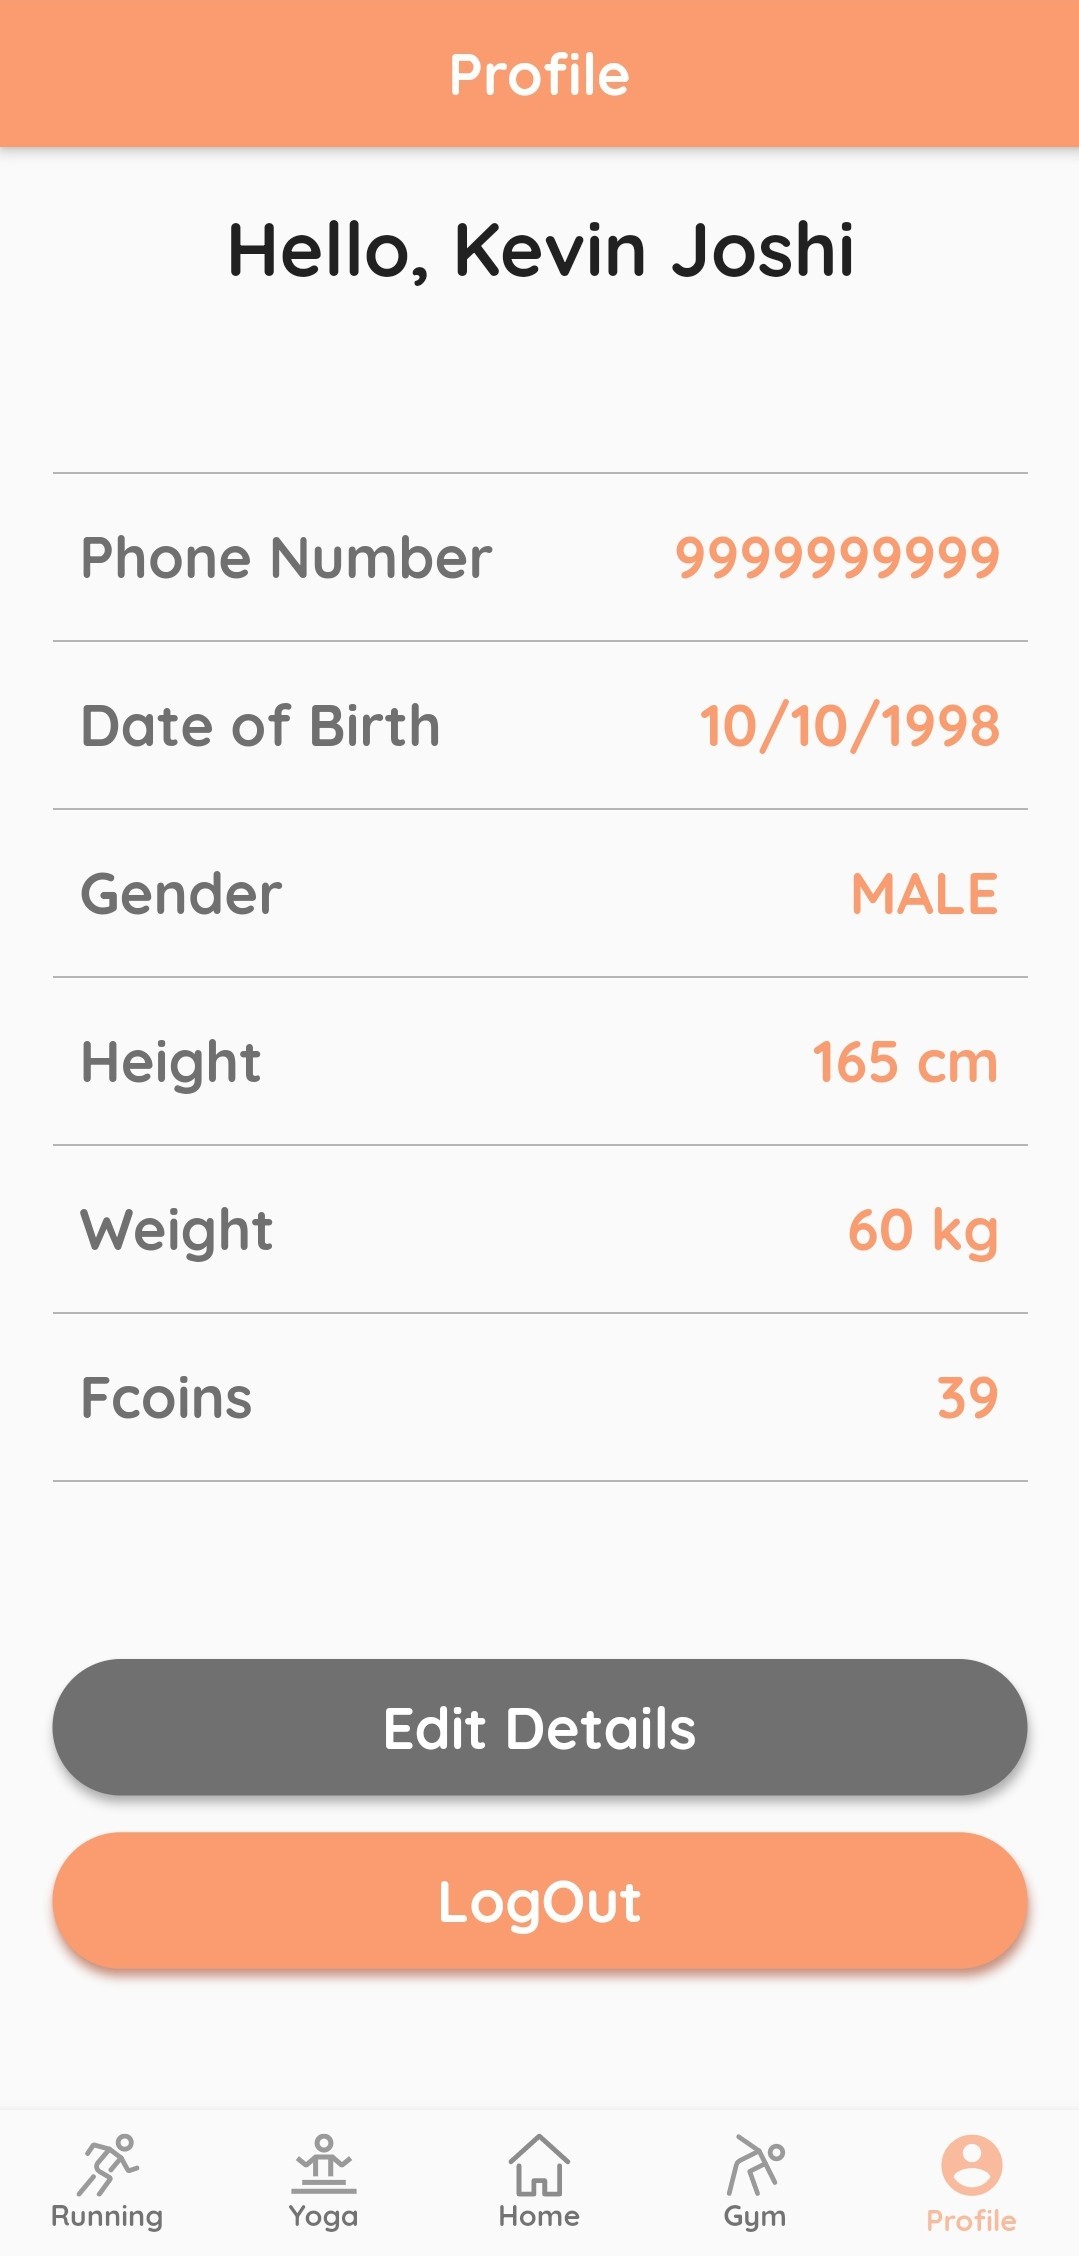 Profile
Hello, Kevin Joshi
Phone Number 9999999999
Date of Birth 10/10/1998
Gender MALE
Height 165 cm
Weight 60 kg
Fcoins 39
Edit Details
LogOut
Running Yoga Home Gym Profile